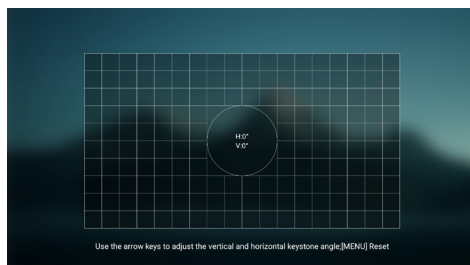 H:0°
V:0°
Use the arrow keys to adjust the vertical and horizontal keystone angle;[MENU] Reset